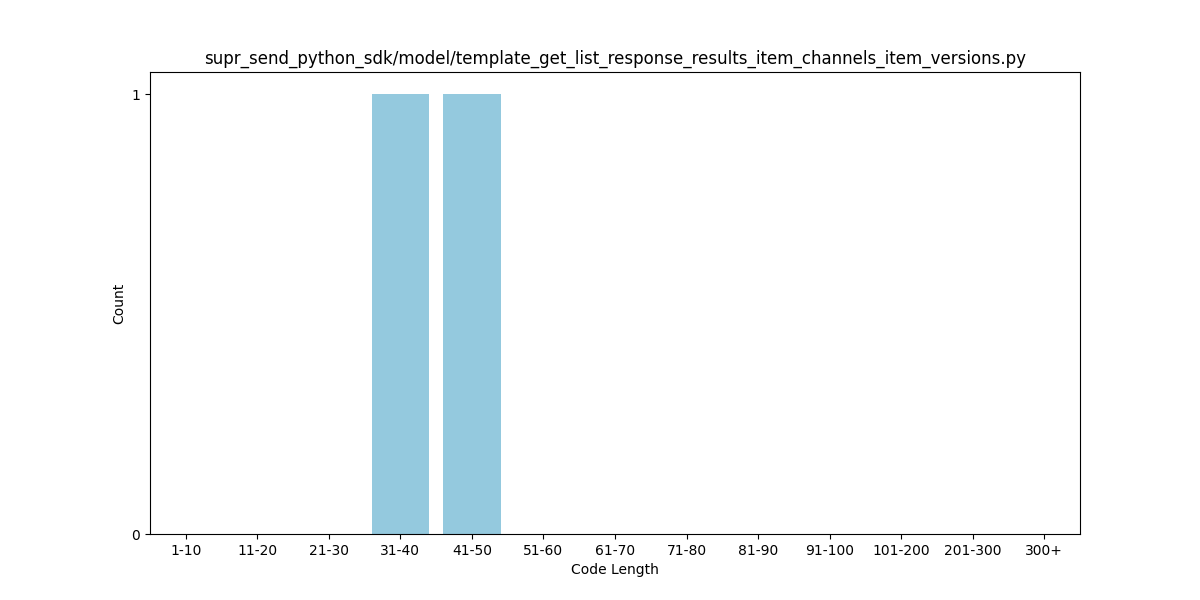 supr_send_python_sdk/model/template_get_list_response_results_item_channels_item_versions.py
1
Count
0
1-10 11-20 21-30 31-40 41-50 51-60 61-70 71-80 81-90 91-100 101-200 201-300 300+
Code Length